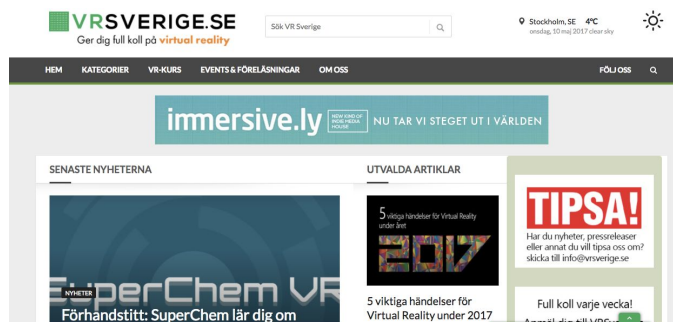 VRSVERIGE.SE
Ger dig full koll på virtual reality
Sök VR Sverige
Stockholm, SE 4°C
onsdag, 10 maj 2017 clear sky
HEM KATEGORIER VR-KURS EVENTS & FÖRELÄSNINGAR OM OSS FÖLJ OSS
immersive.ly NEW KIND OF INDIE MEDIA HOUSE NU TAR VI STEGET UT I VÄRLDEN
SENASTE NYHETERNA
SuperChem VR
NYHETER
Förhandstitt: SuperChem lär dig om
UTVALDA ARTIKLAR
5 viktiga händelser för Virtual Reality
under året
2017
5 viktiga händelser för
Virtual Reality under 2017
TIPSA!
Har du nyheter, pressreleaser
eller annat du vill tipsa oss om?
skicka till info@vrsverige.se
Full koll varje vecka!
Anmäl dig till